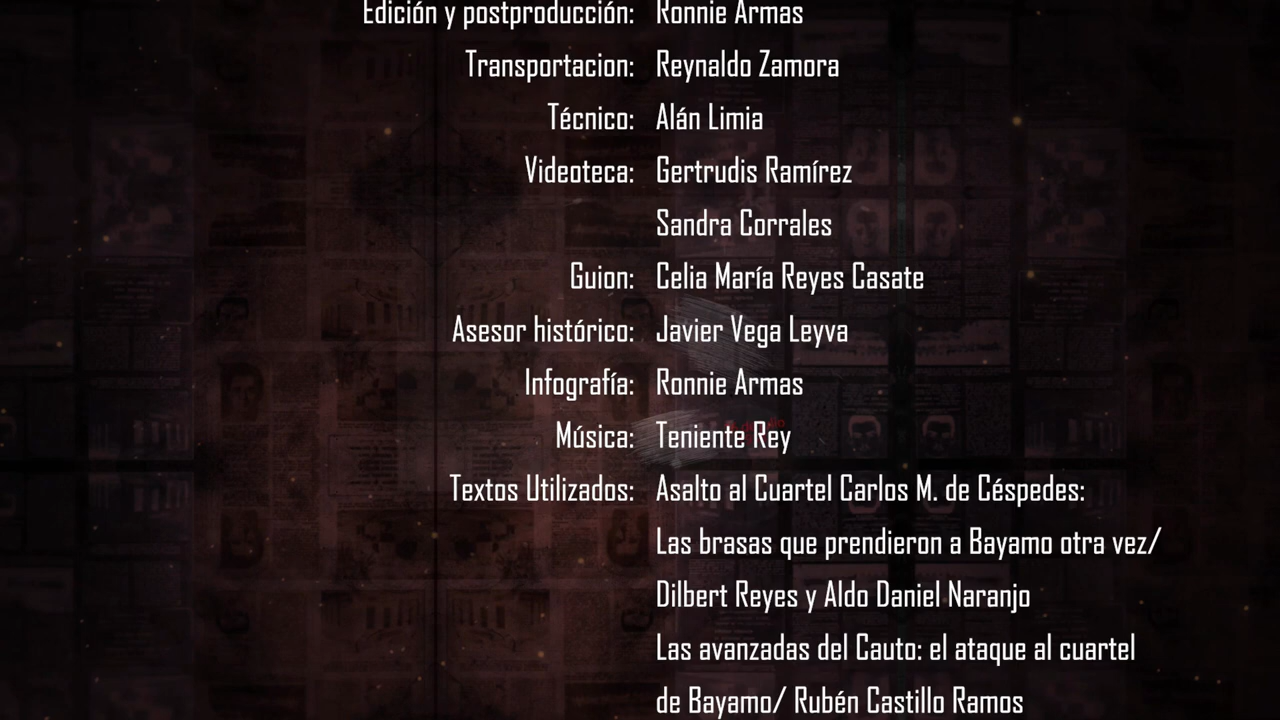 Edición y postproducción: Ronnie Armas
Transportacion: Reynaldo Zamora
Técnico: Alán Limia
Videoteca: Gertrudis Ramírez
Sandra Corrales
Guion: Celia María Reyes Casate
Asesor histórico: Javier Vega Leyva
Infografía: Ronnie Armas
Música: Teniente Rey
Textos Utilizados: Asalto al Cuartel Carlos M. de Céspedes:
Las brasas que prendieron a Bayamo otra vez/
Dilbert Reyes y Aldo Daniel Naranjo
Las avanzadas del Cauto: el ataque al cuartel
de Bayamo/ Rubén Castillo Ramos